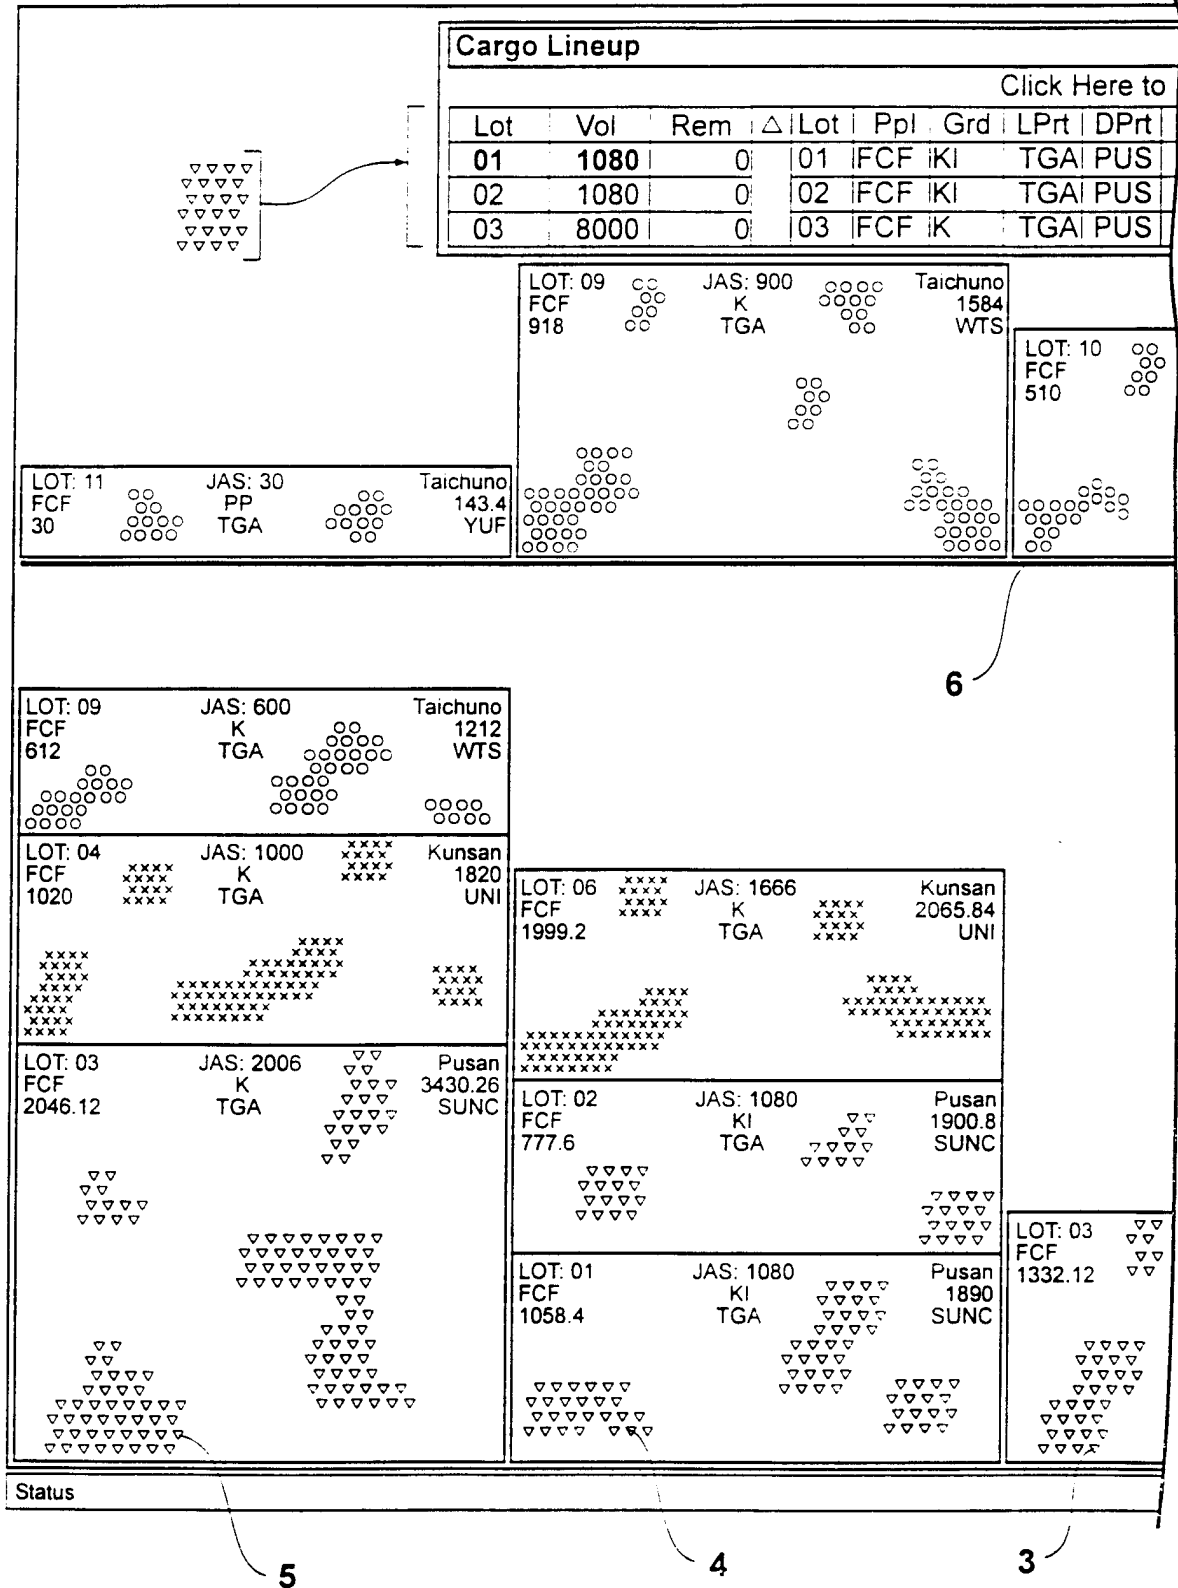 Cargo Lineup
Click Here to
Lot Vol Rem △ Lot Ppl Grd LPrt DPrt
01 1080 0 01 FCF KI TGA PUS
02 1080 0 02 FCF KI TGA PUS
03 8000 0 03 FCF K TGA PUS
LOT: 09 JAS: 900 Taichuno
FCF K 1584
918 TGA WTS
LOT: 10
FCF
510
LOT: 11 JAS: 30 Taichuno
FCF PP 143.4
30 TGA YUF
6
LOT: 09 JAS: 600 Taichuno
FCF K 1212
612 TGA WTS
LOT: 04 JAS: 1000 Kunsan
FCF K 1820
1020 TGA UNI
LOT: 06 JAS: 1666 Kunsan
FCF K 2065.84
1999.2 TGA UNI
LOT: 03 JAS: 2006 Pusan
FCF K 3430.26
2046.12 TGA SUNC
LOT: 02 JAS: 1080 Pusan
FCF KI 1900.8
777.6 TGA SUNC
LOT: 03
FCF
1332.12
LOT: 01 JAS: 1080 Pusan
FCF KI 1890
1058.4 TGA SUNC
Status
5 4 3